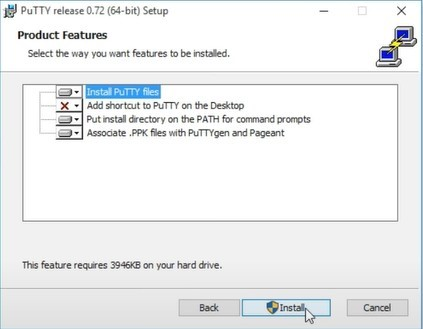 PuTTY release 0.72 (64-bit) Setup
Product Features
Select the way you want features to be installed.
Install PuTTY files
Add shortcut to PuTTY on the Desktop
Put install directory on the PATH for command prompts
Associate .PPK files with PuTTYgen and Pageant
This feature requires 3946KB on your hard drive.
Back
Install
Cancel